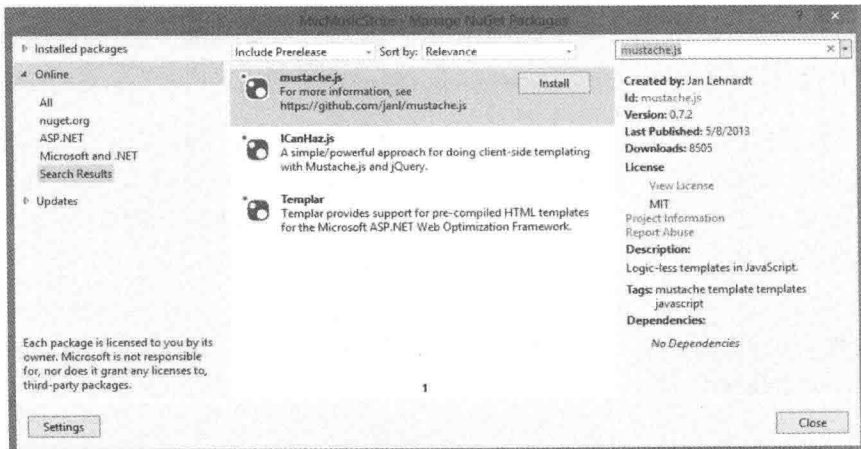 MvcMusicStore - Manage NuGet Packages
? ×
Installed packages
Online
All
nuget.org
ASP.NET
Microsoft and .NET
Search Results
Updates
Each package is licensed to you by its
owner. Microsoft is not responsible
for, nor does it grant any licenses to,
third-party packages.
Settings
Include Prerelease
Sort by: Relevance
mustache.js
For more information, see
https://github.com/janl/mustache.js
Install
ICanHaz.js
A simple/powerful approach for doing client-side templating
with Mustache.js and jQuery.
Templar
Templar provides support for pre-compiled HTML templates
for the Microsoft ASP.NET Web Optimization Framework.
1
mustache.js ×
Created by: Jan Lehnardt
Id: mustache.js
Version: 0.7.2
Last Published: 5/8/2013
Downloads: 8505
License
View License
MIT
Project Information
Report Abuse
Description:
Logic-less templates in JavaScript.
Tags: mustache template templates
javascript
Dependencies:
No Dependencies
Close